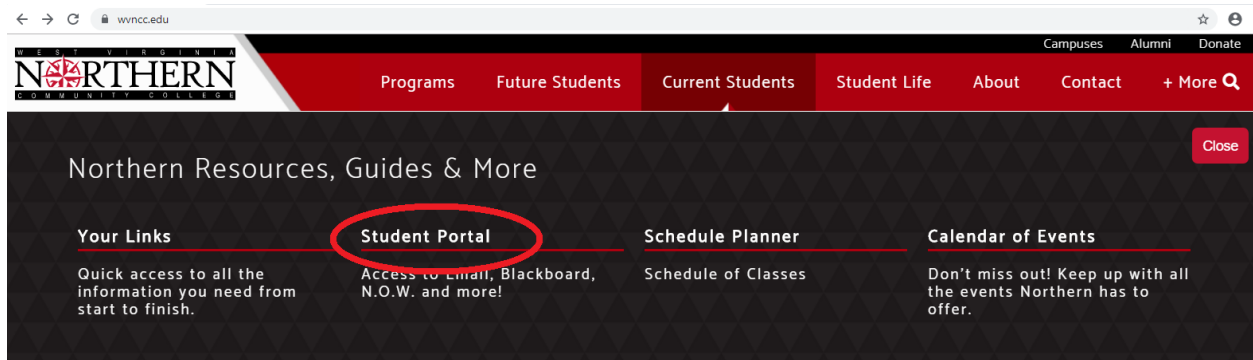 wvncc.edu
Campuses Alumni Donate
WEST VIRGINIA
NORTHERN
COMMUNITY COLLEGE
Programs Future Students Current Students Student Life About Contact + More
Close
Northern Resources, Guides & More
Your Links
Quick access to all the
information you need from
start to finish.
Student Portal
Access to Email, Blackboard,
N.O.W. and more!
Schedule Planner
Schedule of Classes
Calendar of Events
Don't miss out! Keep up with all
the events Northern has to
offer.